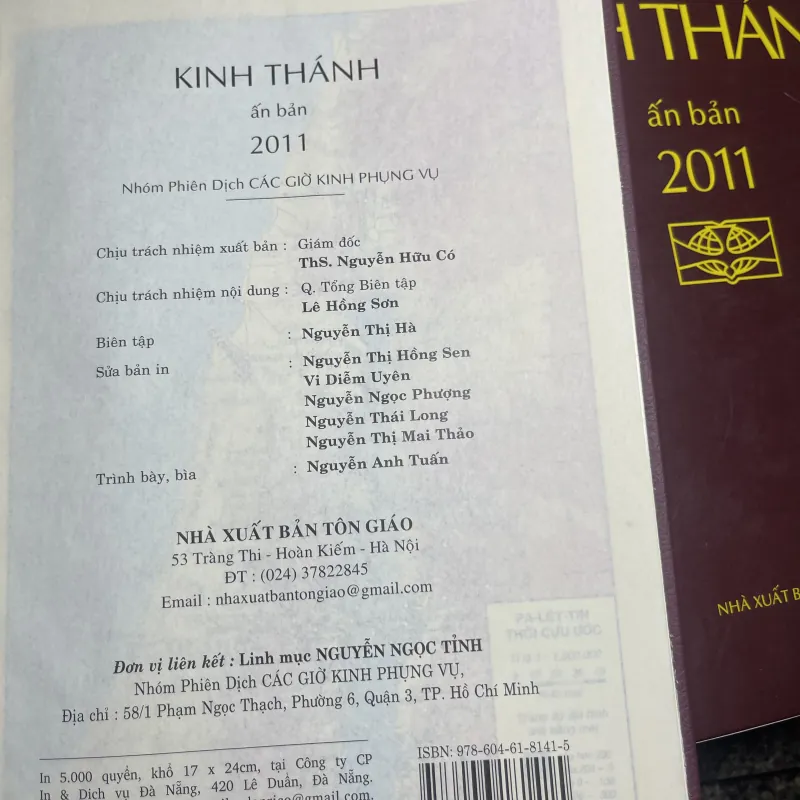 KINH THÁNH
ấn bản
2011
Nhóm Phiên Dịch CÁC GIỜ KINH PHỤNG VỤ
Chịu trách nhiệm xuất bản : Giám đốc
ThS. Nguyễn Hữu Có
Chịu trách nhiệm nội dung : Q. Tổng Biên tập
Lê Hồng Sơn
Biên tập : Nguyễn Thị Hà
Sửa bản in : Nguyễn Thị Hồng Sen
Vi Diễm Uyên
Nguyễn Ngọc Phượng
Nguyễn Thái Long
Nguyễn Thị Mai Thảo
Trình bày, bìa : Nguyễn Anh Tuấn
NHÀ XUẤT BẢN TÔN GIÁO
53 Tràng Thi - Hoàn Kiếm - Hà Nội
ĐT : (024) 37822845
Email : nhaxuatbantongiao@gmail.com
Đơn vị liên kết : Linh mục NGUYỄN NGỌC TỈNH
Nhóm Phiên Dịch CÁC GIỜ KINH PHỤNG VỤ,
Địa chỉ : 58/1 Phạm Ngọc Thạch, Phường 6, Quận 3, TP. Hồ Chí Minh
In 5.000 quyển, khổ 17 x 24cm, tại Công ty CP
In & Dịch vụ Đà Nẵng, 420 Lê Duẩn, Đà Nẵng.
ISBN: 978-604-61-8141-5
THÁN
ấn bản
2011
NHÀ XUẤT B